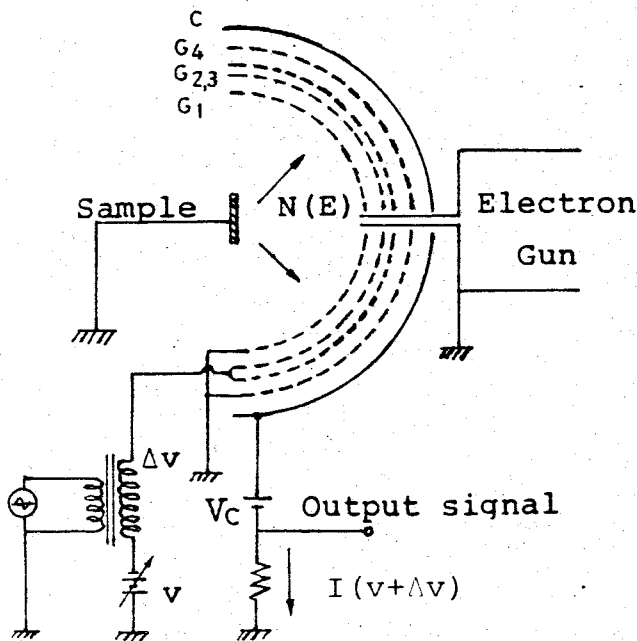 C
G4
G2,3
G1
Sample
N(E)
Electron
Gun
Δv
v
Vc
Output signal
I(v+Δv)